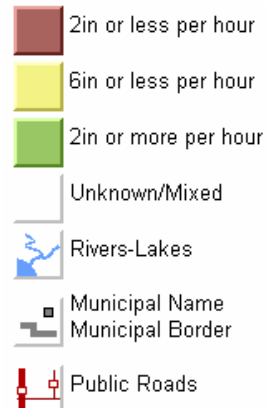 2in or less per hour
6in or less per hour
2in or more per hour
Unknown/Mixed
Rivers-Lakes
Municipal Name
Municipal Border
Public Roads